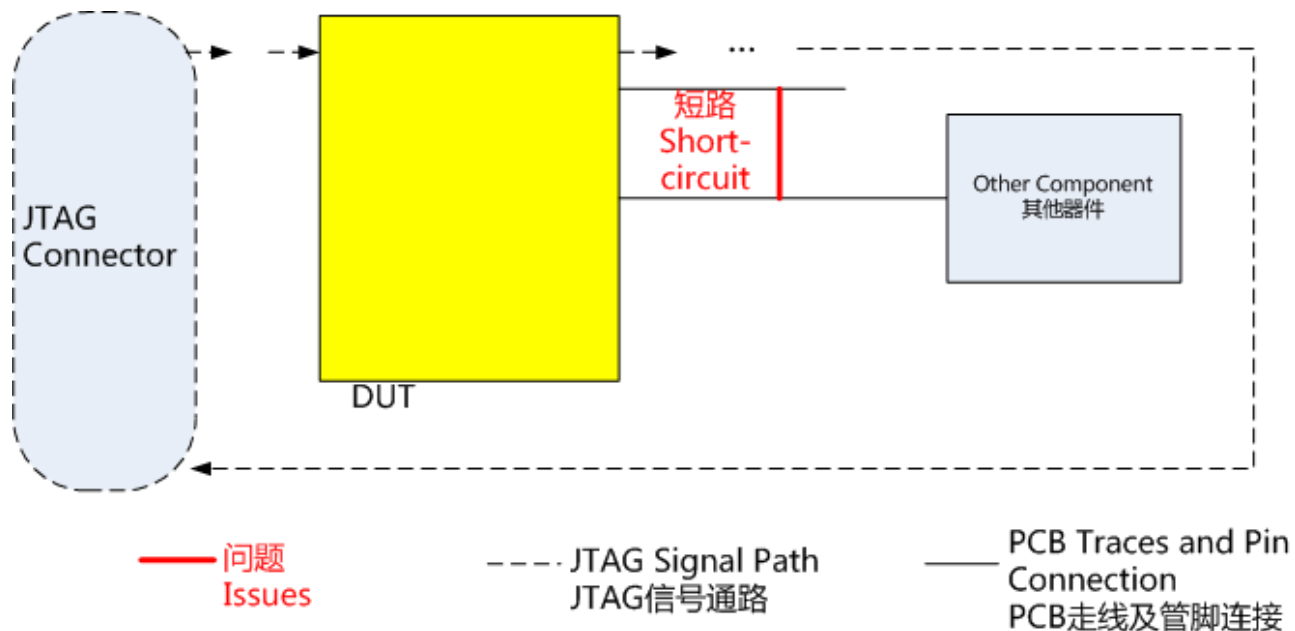 ...
短路
Short-
circuit
JTAG
Connector
Other Component
其他器件
DUT
问题
Issues
JTAG Signal Path
JTAG信号通路
PCB Traces and Pin
Connection
PCB走线及管脚连接